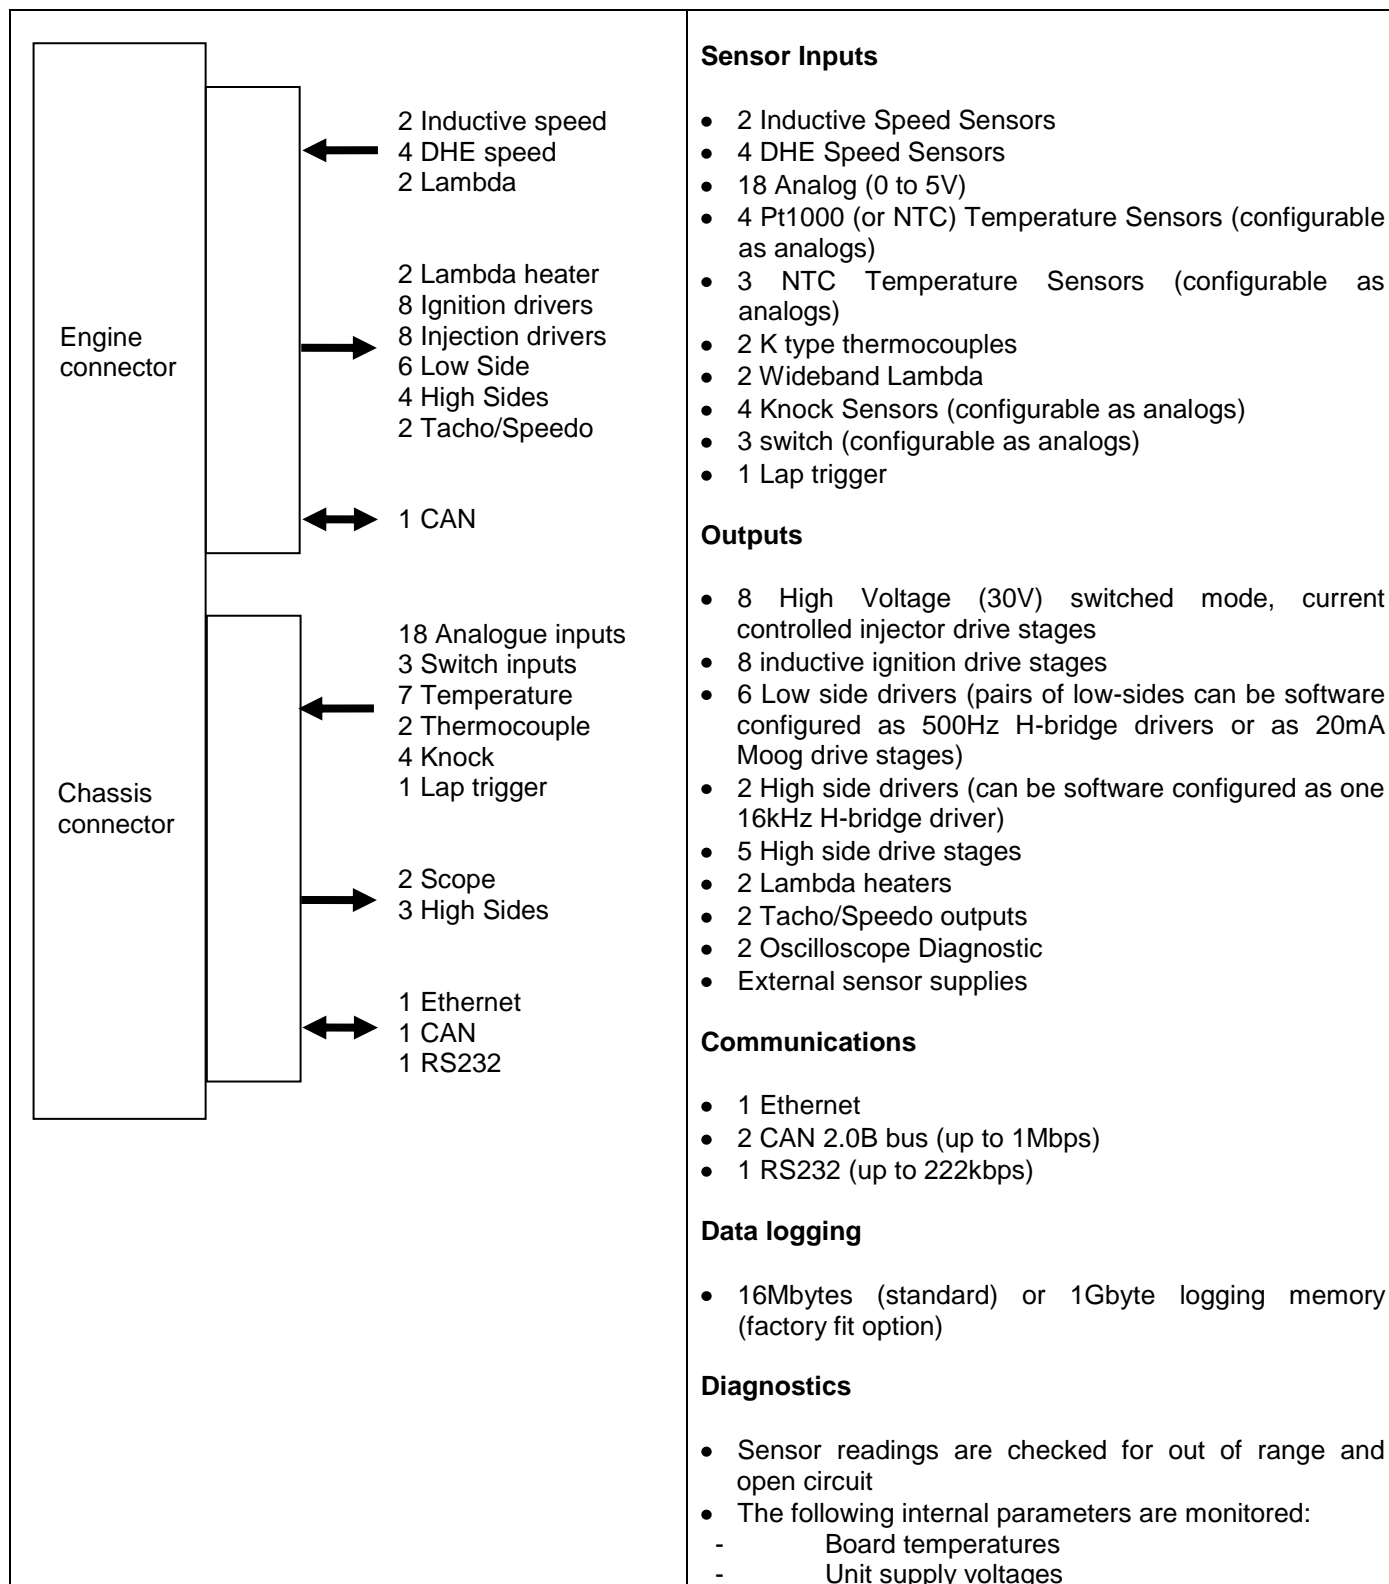 Engine
connector
2 Inductive speed
4 DHE speed
2 Lambda
2 Lambda heater
8 Ignition drivers
8 Injection drivers
6 Low Side
4 High Sides
2 Tacho/Speedo
1 CAN
Chassis
connector
18 Analogue inputs
3 Switch inputs
7 Temperature
2 Thermocouple
4 Knock
1 Lap trigger
2 Scope
3 High Sides
1 Ethernet
1 CAN
1 RS232
Sensor Inputs
• 2 Inductive Speed Sensors
• 4 DHE Speed Sensors
• 18 Analog (0 to 5V)
• 4 Pt1000 (or NTC) Temperature Sensors (configurable
as analogs)
• 3 NTC Temperature Sensors (configurable as
analogs)
• 2 K type thermocouples
• 2 Wideband Lambda
• 4 Knock Sensors (configurable as analogs)
• 3 switch (configurable as analogs)
• 1 Lap trigger
Outputs
• 8 High Voltage (30V) switched mode, current
controlled injector drive stages
• 8 inductive ignition drive stages
• 6 Low side drivers (pairs of low-sides can be software
configured as 500Hz H-bridge drivers or as 20mA
Moog drive stages)
• 2 High side drivers (can be software configured as one
16kHz H-bridge driver)
• 5 High side drive stages
• 2 Lambda heaters
• 2 Tacho/Speedo outputs
• 2 Oscilloscope Diagnostic
• External sensor supplies
Communications
• 1 Ethernet
• 2 CAN 2.0B bus (up to 1Mbps)
• 1 RS232 (up to 222kbps)
Data logging
• 16Mbytes (standard) or 1Gbyte logging memory
(factory fit option)
Diagnostics
• Sensor readings are checked for out of range and
open circuit
• The following internal parameters are monitored:
- Board temperatures
- Unit supply voltages